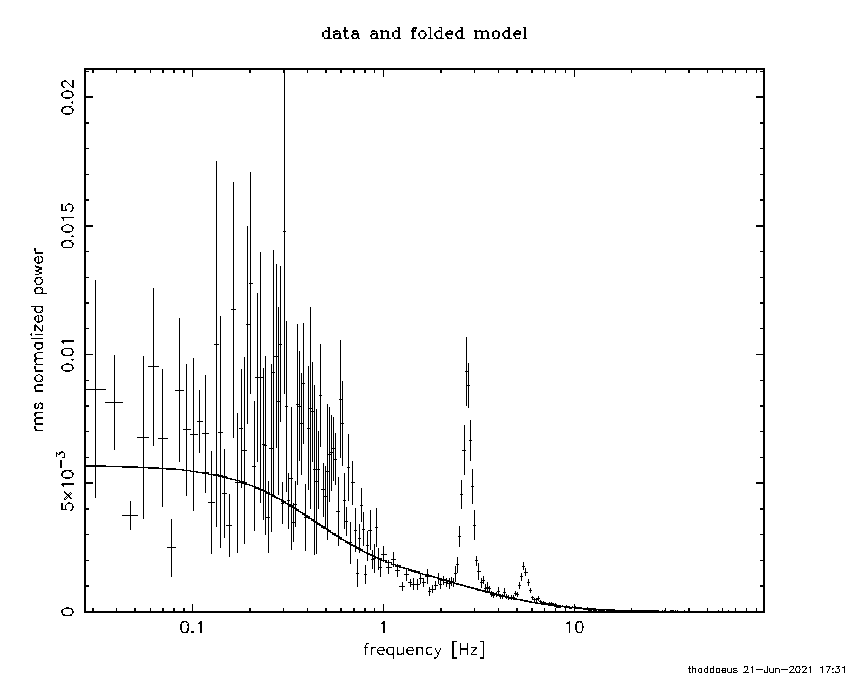 data and folded model
0.02
0.015
0.01
5×10⁻³
0
rms normalized power
0.1 1 10
frequency [Hz]
thaddaeus 21-Jun-2021 17:31